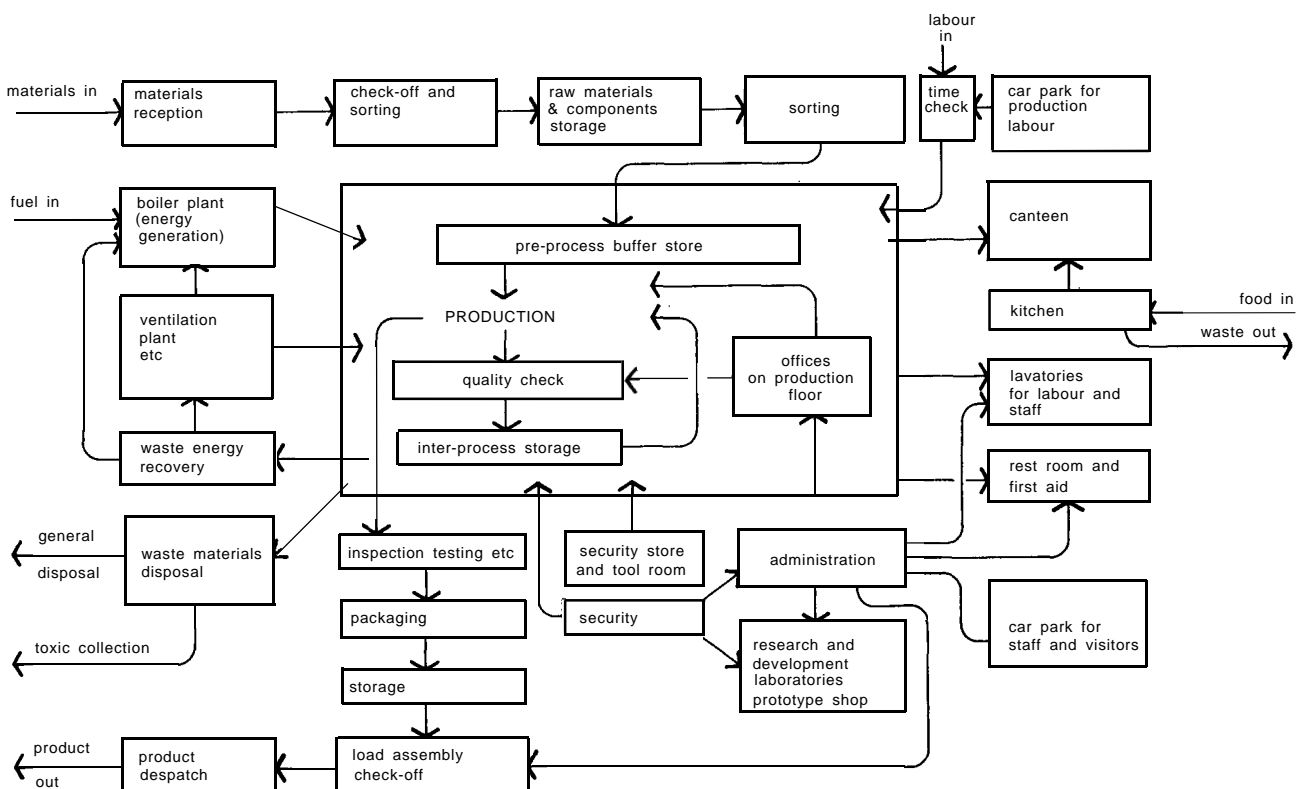 labour
in
materials in
materials
reception
check-off and
sorting
raw materials
& components
storage
sorting
time
check
car park for
production
labour
fuel in
boiler plant
(energy
generation)
pre-process buffer store
canteen
ventilation
plant
etc
PRODUCTION
kitchen
food in
waste out
quality check
offices
on production
floor
lavatories
for labour and
staff
waste energy
recovery
inter-process storage
rest room and
first aid
general
disposal
waste materials
disposal
inspection testing etc
security store
and tool room
administration
packaging
security
car park for
staff and visitors
toxic collection
research and
development
laboratories
prototype shop
storage
product
out
product
despatch
load assembly
check-off